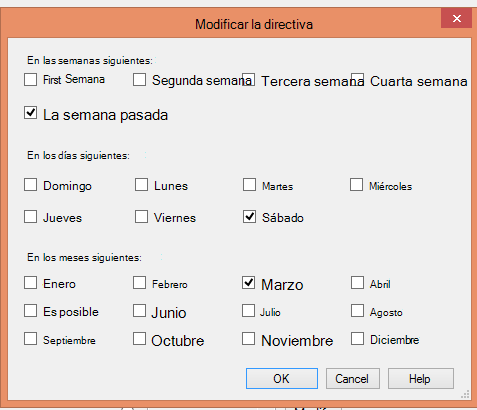 Modificar la directiva
En las semanas siguientes:
First Semana Segunda semana Tercera semana Cuarta semana
La semana pasada
En los días siguientes:
Domingo Lunes Martes Miércoles
Jueves Viernes Sábado
En los meses siguientes:
Enero Febrero Marzo Abril
Es posible Junio Julio Agosto
Septiembre Octubre Noviembre Diciembre
OK Cancel Help